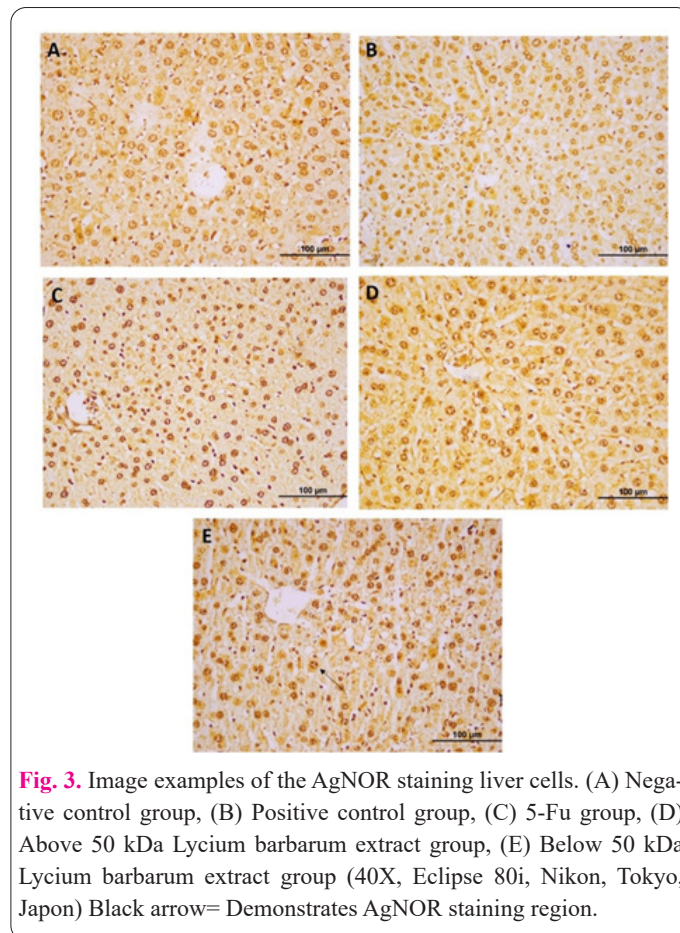 A
B
100 µm
100 µm
C
D
100 µm
100 µm
E
100 µm
Fig. 3. Image examples of the AgNOR staining liver cells. (A) Nega-
tive control group, (B) Positive control group, (C) 5-Fu group, (D)
Above 50 kDa Lycium barbarum extract group, (E) Below 50 kDa
Lycium barbarum extract group (40X, Eclipse 80i, Nikon, Tokyo,
Japon) Black arrow= Demonstrates AgNOR staining region.